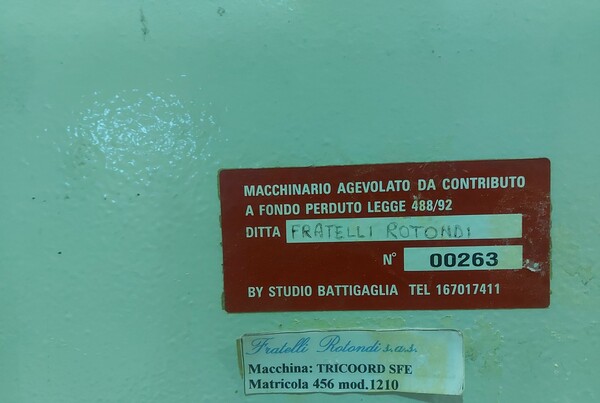 MACCHINARIO AGEVOLATO DA CONTRIBUTO
A FONDO PERDUTO LEGGE 488/92
DITTA FRATELLI ROTONDI
N° 00263
BY STUDIO BATTIGAGLIA TEL 167017411
Fratelli Rotondi s.a.s.
Macchina: TRICOORD SFE
Matricola 456 mod.1210